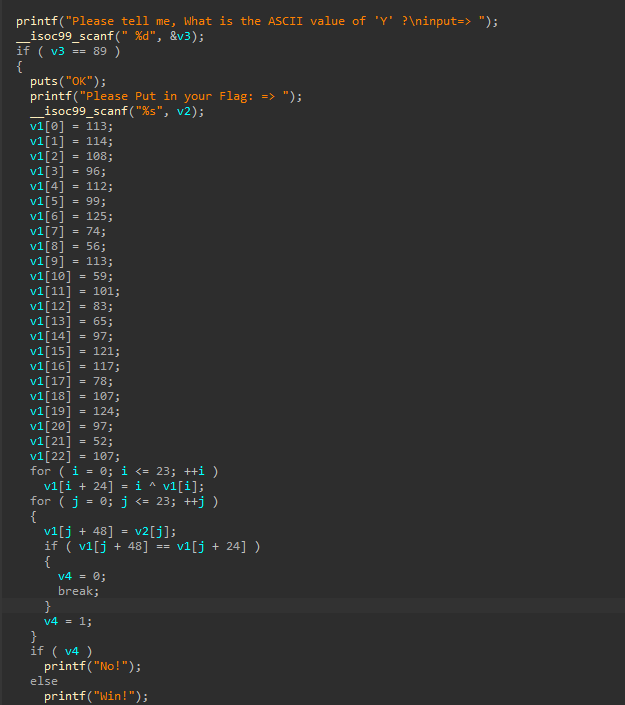 printf("Please tell me, What is the ASCII value of 'Y' ?\ninput=> ");
__isoc99_scanf(" %d", &v3);
if ( v3 == 89 )
{
puts("OK");
printf("Please Put in your Flag: => ");
__isoc99_scanf("%s", v2);
v1[0] = 113;
v1[1] = 114;
v1[2] = 108;
v1[3] = 96;
v1[4] = 112;
v1[5] = 99;
v1[6] = 125;
v1[7] = 74;
v1[8] = 56;
v1[9] = 113;
v1[10] = 59;
v1[11] = 101;
v1[12] = 83;
v1[13] = 65;
v1[14] = 97;
v1[15] = 121;
v1[16] = 117;
v1[17] = 78;
v1[18] = 107;
v1[19] = 124;
v1[20] = 97;
v1[21] = 52;
v1[22] = 107;
for ( i = 0; i <= 23; ++i )
v1[i + 24] = i ^ v1[i];
for ( j = 0; j <= 23; ++j )
{
v1[j + 48] = v2[j];
if ( v1[j + 48] == v1[j + 24] )
{
v4 = 0;
break;
}
v4 = 1;
}
if ( v4 )
printf("No!");
else
printf("Win!");